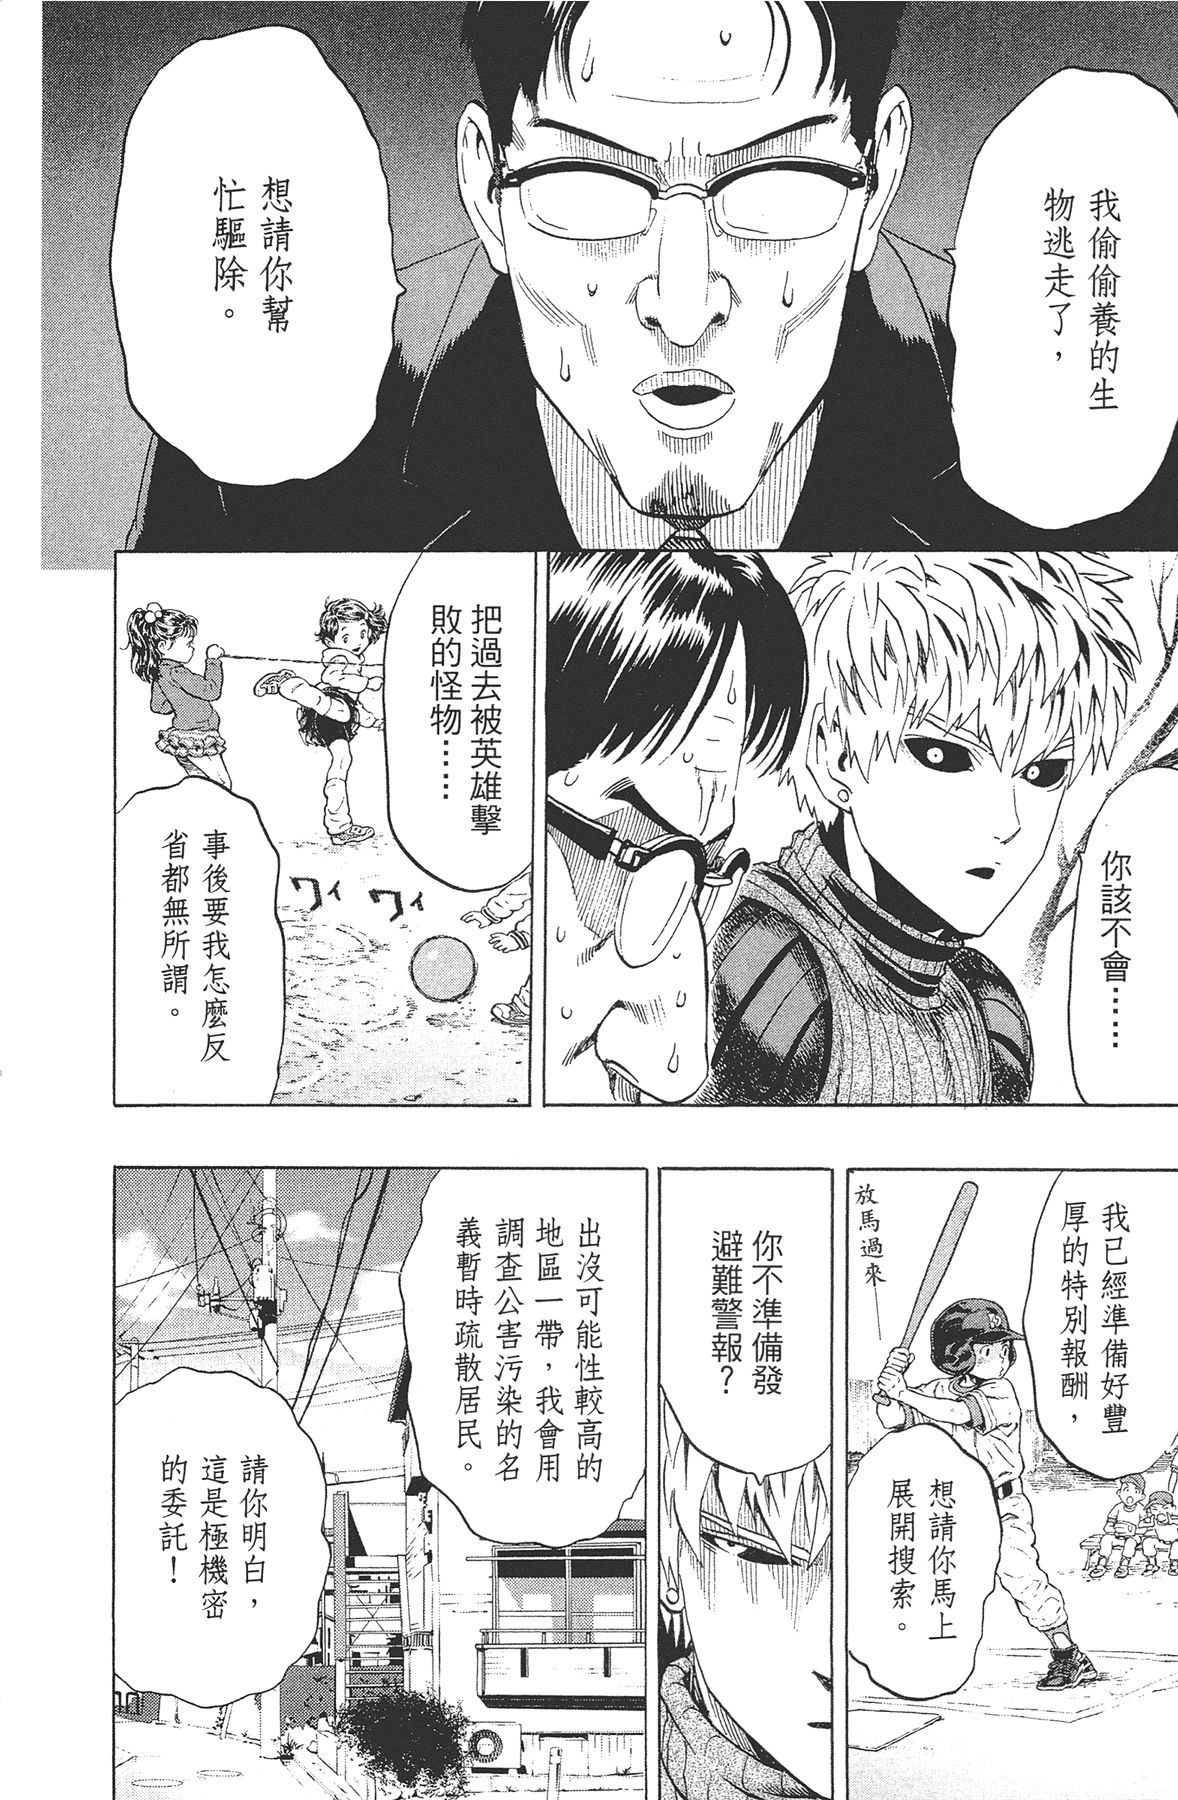 我偷偷養的生
物逃走了，
想請你幫
忙驅除。
你該不會……
把過去被英雄擊
敗的怪物……
事後要我怎麼反
省都無所謂。
ワイ
ワイ
我已經準備好豐
厚的特別報酬，
放馬過來
想請你馬上
展開搜索。
你不準備發
避難警報？
出沒可能性較高的
地區一帶，我會用
調查公害污染的名
義暫時疏散居民。
請你明白，
這是極機密
的委託！